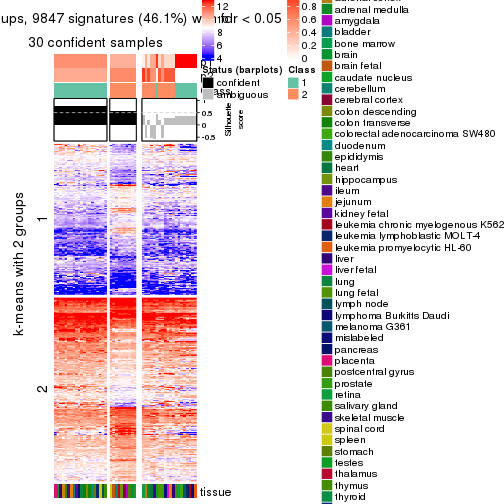 ups, 9847 signatures (46.1%) with fdr < 0.05
30 confident samples
12
10
8
6
4
0.8
0.6
0.4
0.2
0
Status (barplots)
confident
ambiguous
Class
1
2
1
0.5
0
-0.5
Silhouette
score
k-means with 2 groups
1
2
tissue
adrenal medulla
amygdala
bladder
bone marrow
brain
brain fetal
caudate nucleus
cerebellum
cerebral cortex
colon descending
colon transverse
colorectal adenocarcinoma SW480
duodenum
epididymis
heart
hippocampus
ileum
jejunum
kidney fetal
leukemia chronic myelogenous K562
leukemia lymphoblastic MOLT-4
leukemia promyelocytic HL-60
liver
liver fetal
lung
lung fetal
lymph node
lymphoma Burkitts Daudi
melanoma G361
mislabeled
pancreas
placenta
postcentral gyrus
prostate
retina
salivary gland
skeletal muscle
spinal cord
spleen
stomach
testes
thalamus
thymus
thyroid